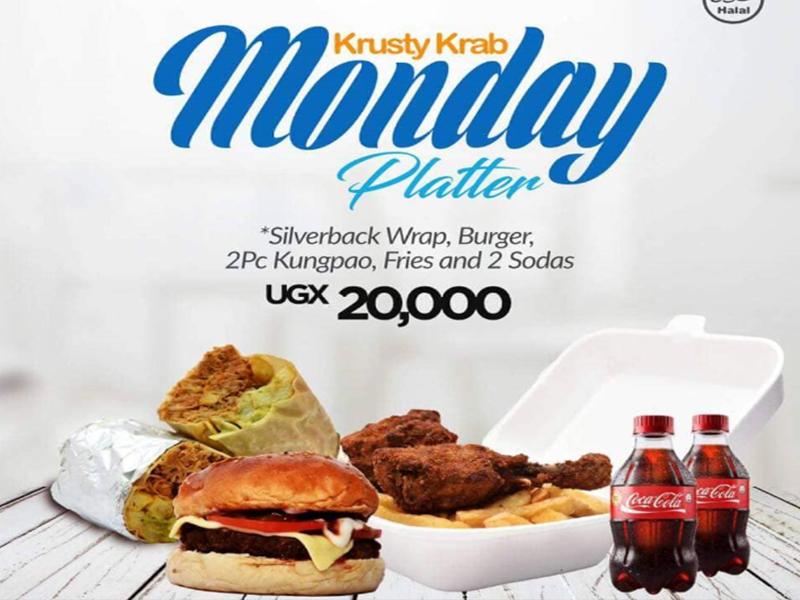 Halal
Krusty Krab
Monday
Platter
*Silverback Wrap, Burger,
2Pc Kungpao, Fries and 2 Sodas
UGX 20,000
Coca-Cola
Coca-Cola